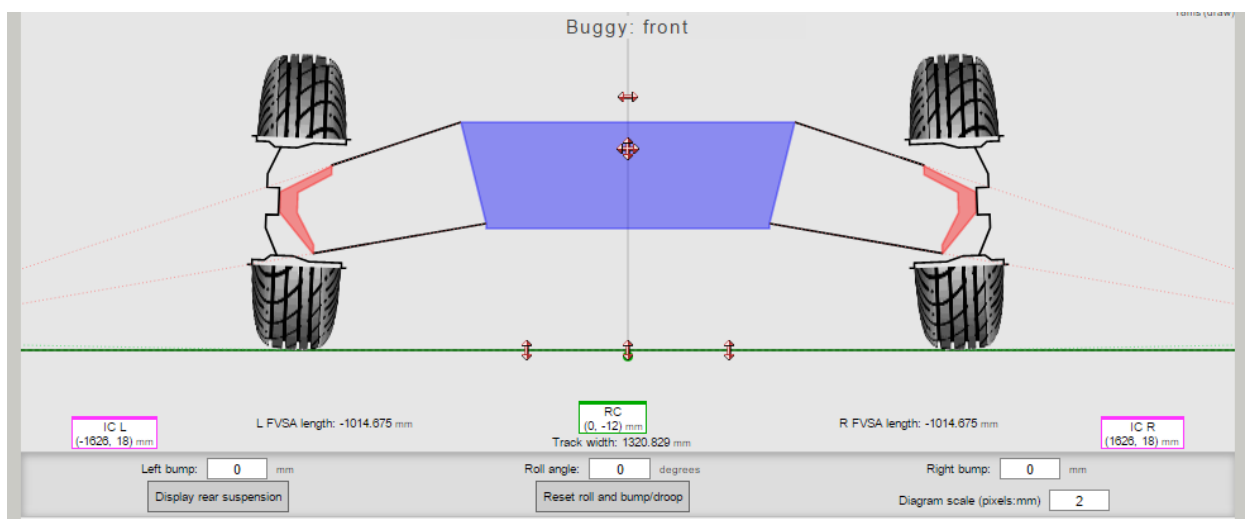 (draw)
Buggy: front
IC L
(-1626, 18) mm
L FVSA length: -1014.675 mm
RC
(0, -12) mm
Track width: 1320.829 mm
R FVSA length: -1014.675 mm
IC R
(1626, 18) mm
Left bump: 0 mm
Roll angle: 0 degrees
Right bump: 0 mm
Display rear suspension
Reset roll and bump/droop
Diagram scale (pixels:mm) 2